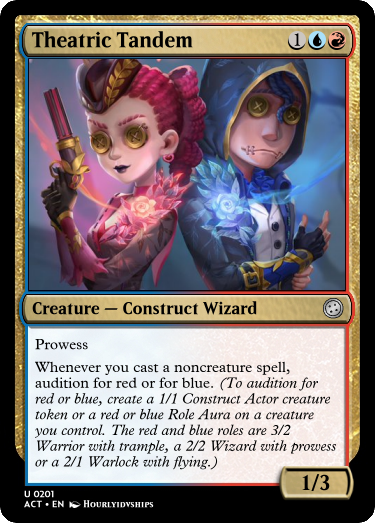 Theatric Tandem 1
Creature — Construct Wizard
Prowess
Whenever you cast a noncreature spell,
audition for red or for blue. (To audition for
red or blue, create a 1/1 Construct Actor creature
token or a red or blue Role Aura on a creature
you control. The red and blue roles are 3/2
Warrior with trample, a 2/2 Wizard with prowess
or a 2/1 Warlock with flying.)
1/3
U 0201
ACT • EN Hourlyidvships